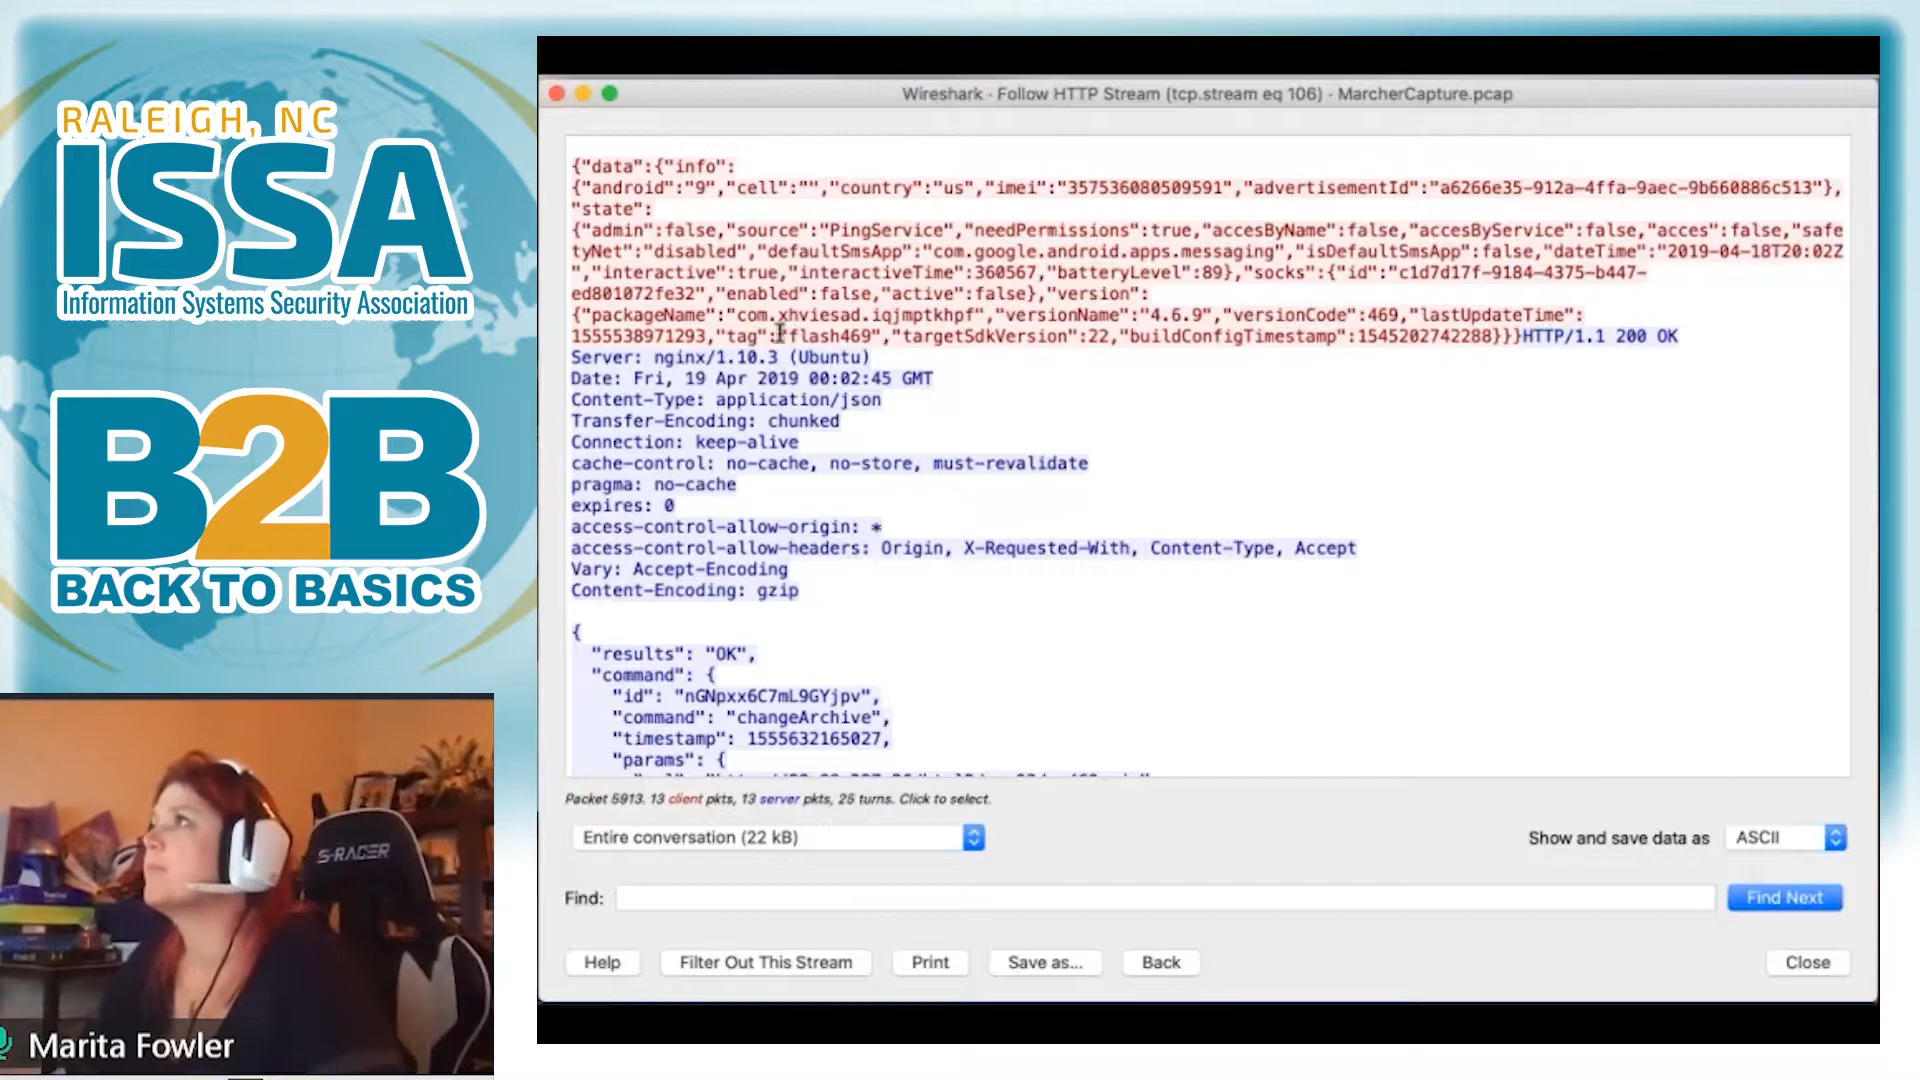 RALEIGH, NC
ISSA
Information Systems Security Association
B2B
BACK TO BASICS
S-RACER
Marita Fowler
Wireshark · Follow HTTP Stream (tcp.stream eq 106) · MarcherCapture.pcap
{"data":{"info":
{"android":"9","cell":"","country":"us","imei":"357536080509591","advertisementId":"a6266e35-912a-4ffa-9aec-9b660886c513"},
"state":
{"admin":false,"source":"PingService","needPermissions":true,"accesByName":false,"accesByService":false,"acces":false,"safe
tyNet":"disabled","defaultSmsApp":"com.google.android.apps.messaging","isDefaultSmsApp":false,"dateTime":"2019-04-18T20:02Z
","interactive":true,"interactiveTime":360567,"batteryLevel":89},"socks":{"id":"c1d7d17f-9184-4375-b447-
ed801072fe32","enabled":false,"active":false},"version":
{"packageName":"com.xhviesad.iqjmptkhpf","versionName":"4.6.9","versionCode":469,"lastUpdateTime":
1555538971293,"tag":"flash469","targetSdkVersion":22,"buildConfigTimestamp":1545202742288}}}HTTP/1.1 200 OK
Server: nginx/1.10.3 (Ubuntu)
Date: Fri, 19 Apr 2019 00:02:45 GMT
Content-Type: application/json
Transfer-Encoding: chunked
Connection: keep-alive
cache-control: no-cache, no-store, must-revalidate
pragma: no-cache
expires: 0
access-control-allow-origin: *
access-control-allow-headers: Origin, X-Requested-With, Content-Type, Accept
Vary: Accept-Encoding
Content-Encoding: gzip
{
"results": "OK",
"command": {
"id": "nGNpxx6C7mL9GYjpv",
"command": "changeArchive",
"timestamp": 1555632165027,
"params": {
Packet 5913. 13 client pkts, 13 server pkts, 25 turns. Click to select.
Entire conversation (22 kB)
Show and save data as ASCII
Find:
Find Next
Help
Filter Out This Stream
Print
Save as...
Back
Close